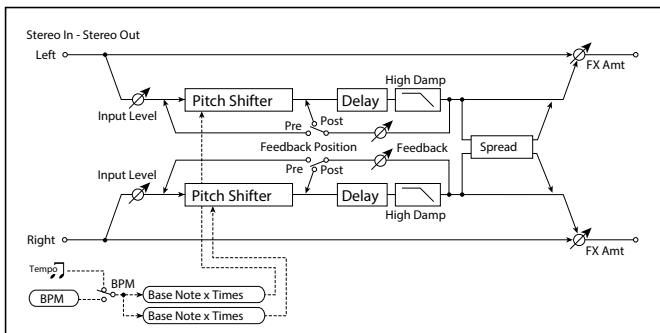 Stereo In - Stereo Out
Left
FX Amt
Input Level
Pitch Shifter
Delay
High Damp
Pre
Post
Feedback Position
Feedback
Spread
Input Level
Pre
Post
Pitch Shifter
Delay
High Damp
Right
FX Amt
Tempo
BPM
BPM
Base Note x Times
Base Note x Times